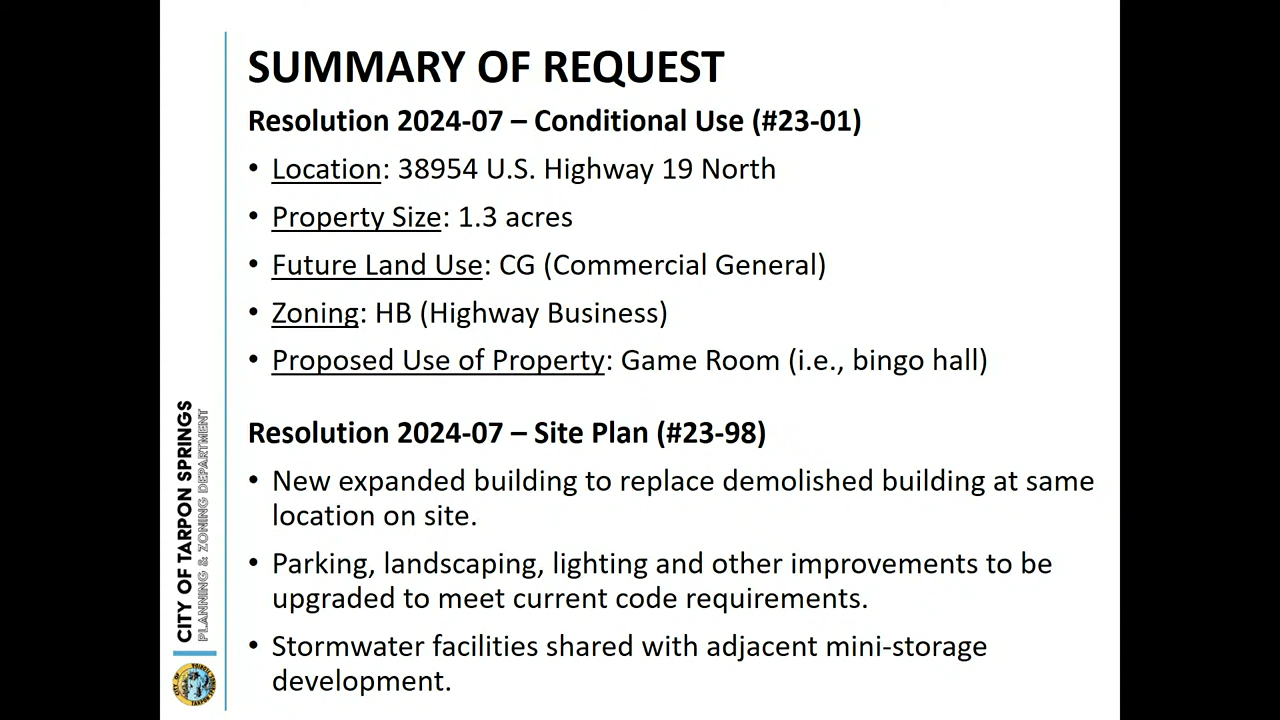 SUMMARY OF REQUEST
Resolution 2024-07 – Conditional Use (#23-01)
• Location: 38954 U.S. Highway 19 North
• Property Size: 1.3 acres
• Future Land Use: CG (Commercial General)
• Zoning: HB (Highway Business)
• Proposed Use of Property: Game Room (i.e., bingo hall)
Resolution 2024-07 – Site Plan (#23-98)
• New expanded building to replace demolished building at same
location on site.
• Parking, landscaping, lighting and other improvements to be
upgraded to meet current code requirements.
• Stormwater facilities shared with adjacent mini-storage
development.
CITY OF TARPON SPRINGS
PLANNING & ZONING DEPARTMENT